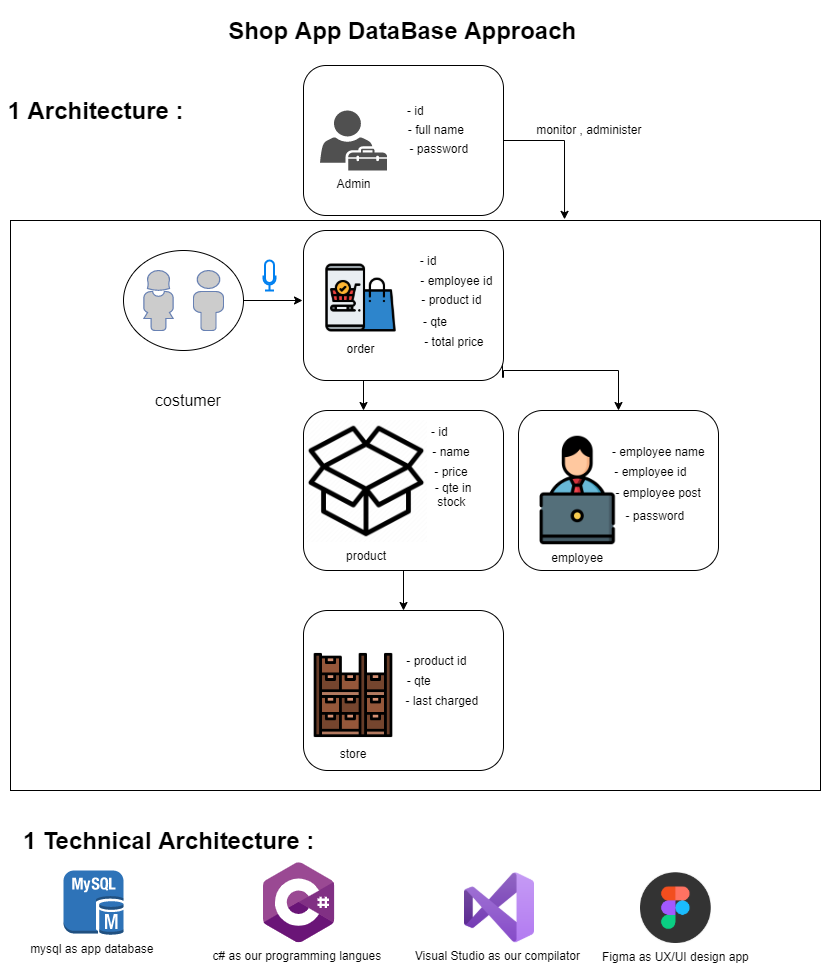 Shop App DataBase Approach
1 Architecture :
- id
- full name
- password
Admin
monitor , administer
- id
- employee id
- product id
- qte
- total price
order
costumer
- id
- name
- price
- qte in
stock
product
- employee name
- employee id
- employee post
- password
employee
- product id
- qte
- last charged
store
1 Technical Architecture :
MySQL
M
mysql as app database
C#
c# as our programming langues
Visual Studio as our compilator
Figma as UX/UI design app